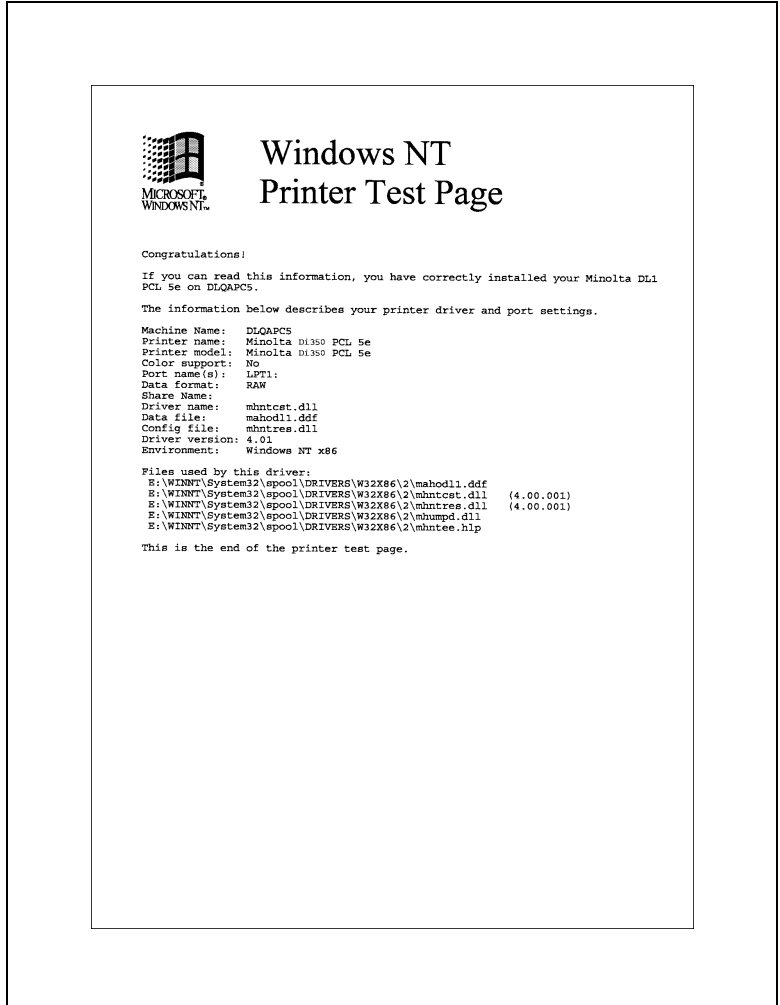 MICROSOFT®
WINDOWS NT™
Windows NT
Printer Test Page
Congratulations!
If you can read this information, you have correctly installed your Minolta DL1
PCL 5e on DLQAPC5.
The information below describes your printer driver and port settings.
Machine Name: DLQAPC5
Printer name: Minolta Di350 PCL 5e
Printer model: Minolta Di350 PCL 5e
Color support: No
Port name(s): LPT1:
Data format: RAW
Share Name:
Driver name: mhntcst.dll
Data file: mahodl1.ddf
Config file: mhntres.dll
Driver version: 4.01
Environment: Windows NT x86
Files used by this driver:
E:\WINNT\System32\spool\DRIVERS\W32X86\2\mahodl1.ddf
E:\WINNT\System32\spool\DRIVERS\W32X86\2\mhntcst.dll (4.00.001)
E:\WINNT\System32\spool\DRIVERS\W32X86\2\mhntres.dll (4.00.001)
E:\WINNT\System32\spool\DRIVERS\W32X86\2\mhumpd.dll
E:\WINNT\System32\spool\DRIVERS\W32X86\2\mhntee.hlp
This is the end of the printer test page.